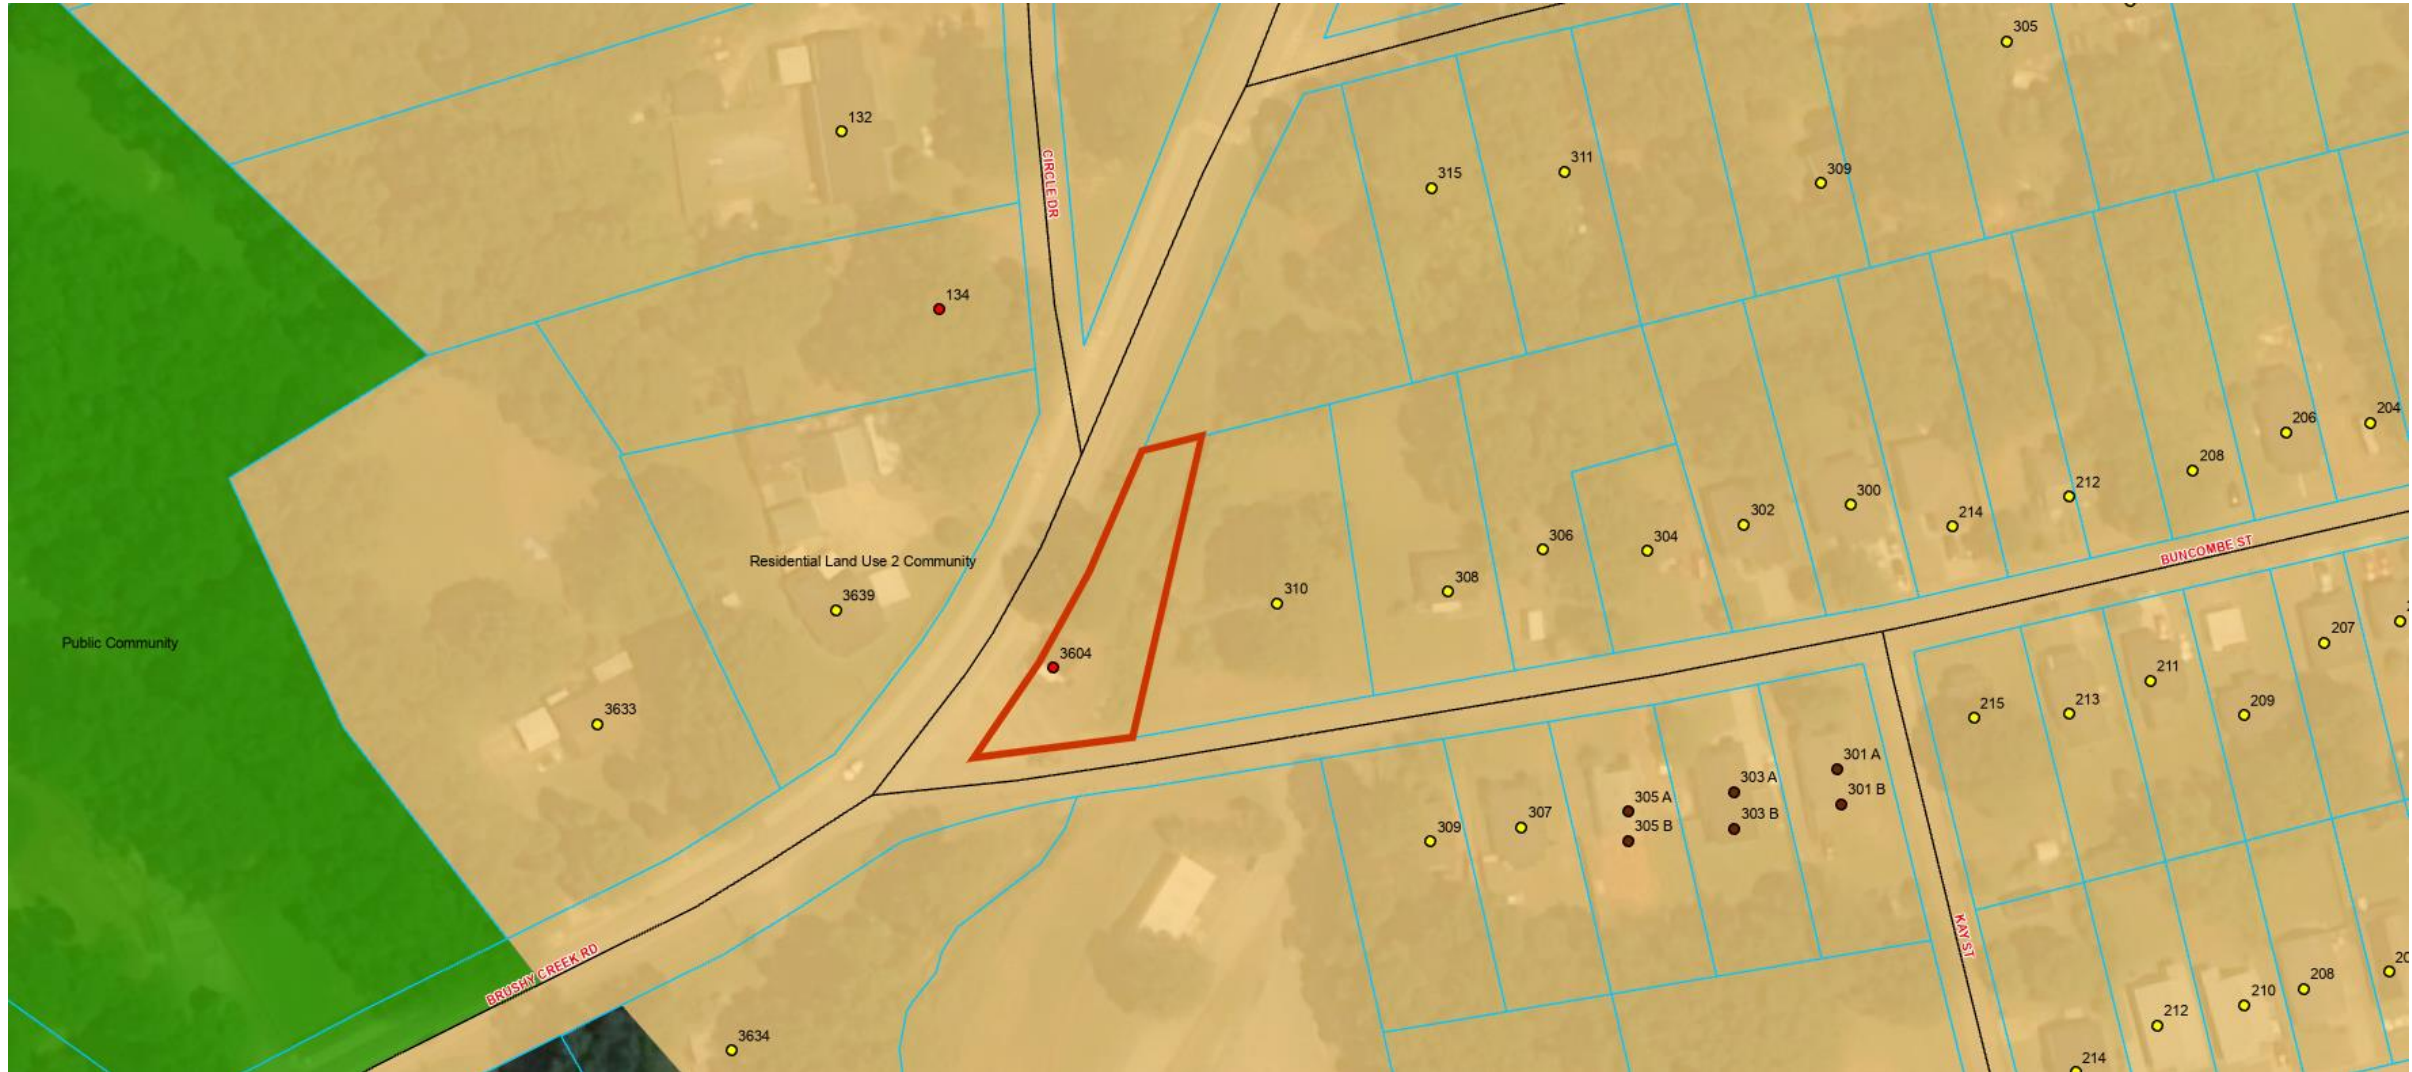 305
132
CIRCLE DR
315
311
309
134
204
206
208
212
300
214
302
304
306
BUNCOMBE ST
Residential Land Use 2 Community
308
310
3639
Public Community
3604
207
211
3633
215
213
209
301 A
303 A
301 B
305 A
303 B
305 B
309
307
KAY ST
BRUSHY CREEK RD
208
210
212
3634
214